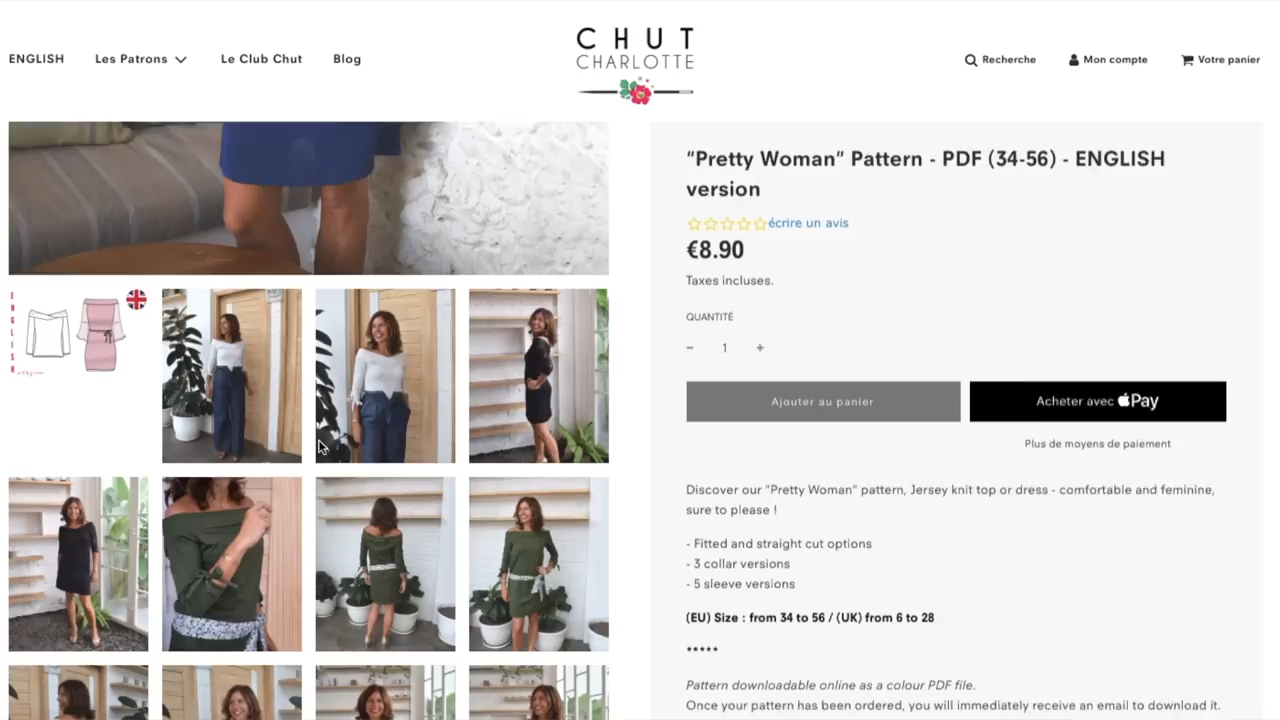 ENGLISH
Les Patrons
Le Club Chut
Blog
CHUT
CHARLOTTE
Recherche
Mon compte
Votre panier
“Pretty Woman” Pattern - PDF (34-56) - ENGLISH
version
écrire un avis
€8.90
Taxes incluses.
QUANTITÉ
- 1 +
Ajouter au panier
Acheter avec Pay
Plus de moyens de paiement
ENGLISH
Discover our “Pretty Woman” pattern, Jersey knit top or dress - comfortable and feminine,
sure to please !
- Fitted and straight cut options
- 3 collar versions
- 5 sleeve versions
(EU) Size : from 34 to 56 / (UK) from 6 to 28
*****
Pattern downloadable online as a colour PDF file.
Once your pattern has been ordered, you will immediately receive an email to download it.